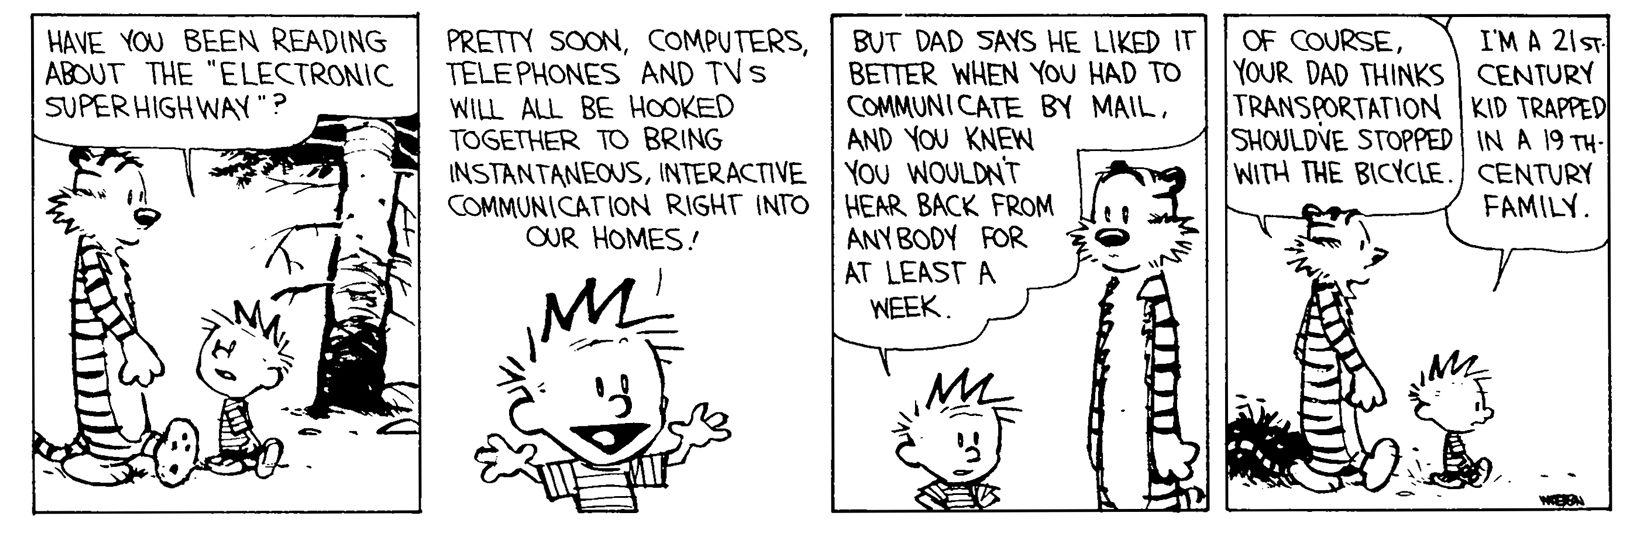 HAVE YOU BEEN READING
ABOUT THE "ELECTRONIC
SUPERHIGHWAY"?
PRETTY SOON, COMPUTERS,
TELEPHONES AND TVs
WILL ALL BE HOOKED
TOGETHER TO BRING
INSTANTANEOUS, INTERACTIVE
COMMUNICATION RIGHT INTO
OUR HOMES!
BUT DAD SAYS HE LIKED IT
BETTER WHEN YOU HAD TO
COMMUNICATE BY MAIL,
AND YOU KNEW
YOU WOULDN'T
HEAR BACK FROM
ANYBODY FOR
AT LEAST A
WEEK.
OF COURSE,
YOUR DAD THINKS
TRANSPORTATION
SHOULD'VE STOPPED
WITH THE BICYCLE.
I'M A 21ST-
CENTURY
KID TRAPPED
IN A 19TH-
CENTURY
FAMILY.
WATTERSON